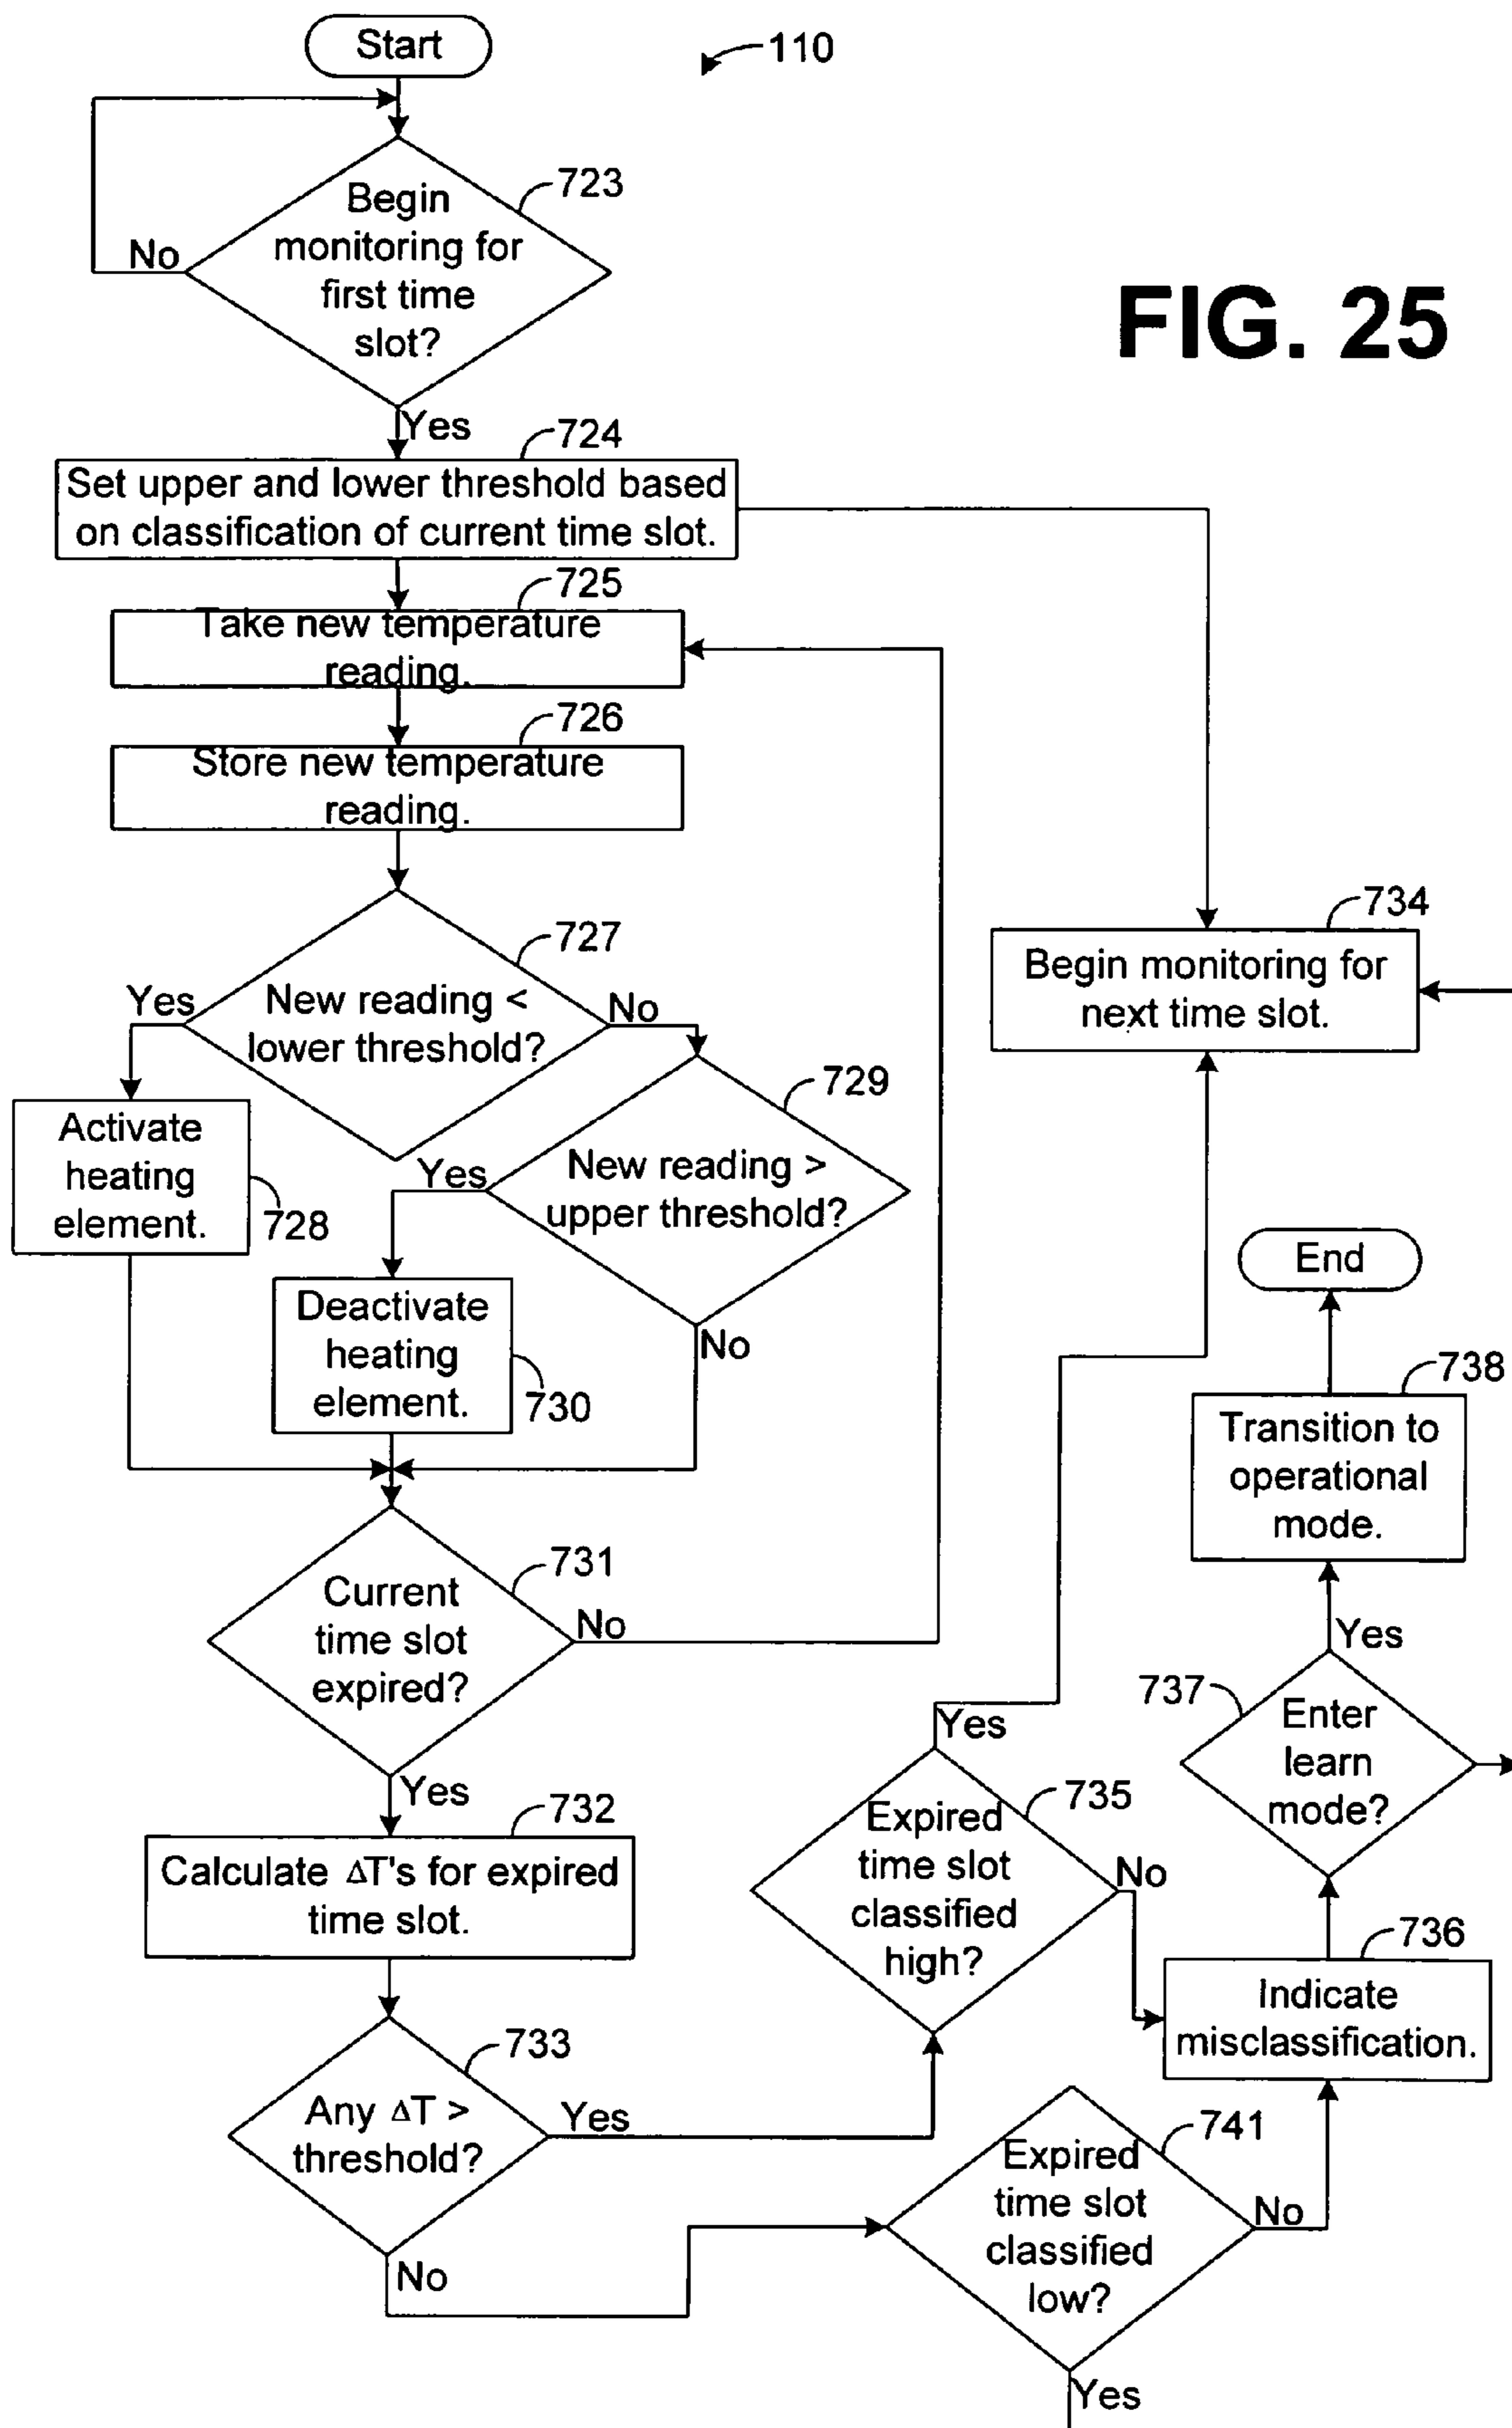 Start
110
Begin
monitoring for
first time
slot?
723
No
FIG. 25
Yes
724
Set upper and lower threshold based
on classification of current time slot.
725
Take new temperature
reading.
726
Store new temperature
reading.
727
New reading <
lower threshold?
Yes
No
734
Begin monitoring for
next time slot.
729
New reading >
upper threshold?
Yes
No
Activate
heating
element.
728
Deactivate
heating
element.
730
End
738
Transition to
operational
mode.
731
Current
time slot
expired?
No
Yes
Yes
737
Enter
learn
mode?
Yes
732
Calculate ΔT's for expired
time slot.
735
Expired
time slot
classified
high?
No
736
Indicate
misclassification.
733
Any ΔT >
threshold?
Yes
No
741
Expired
time slot
classified
low?
No
Yes